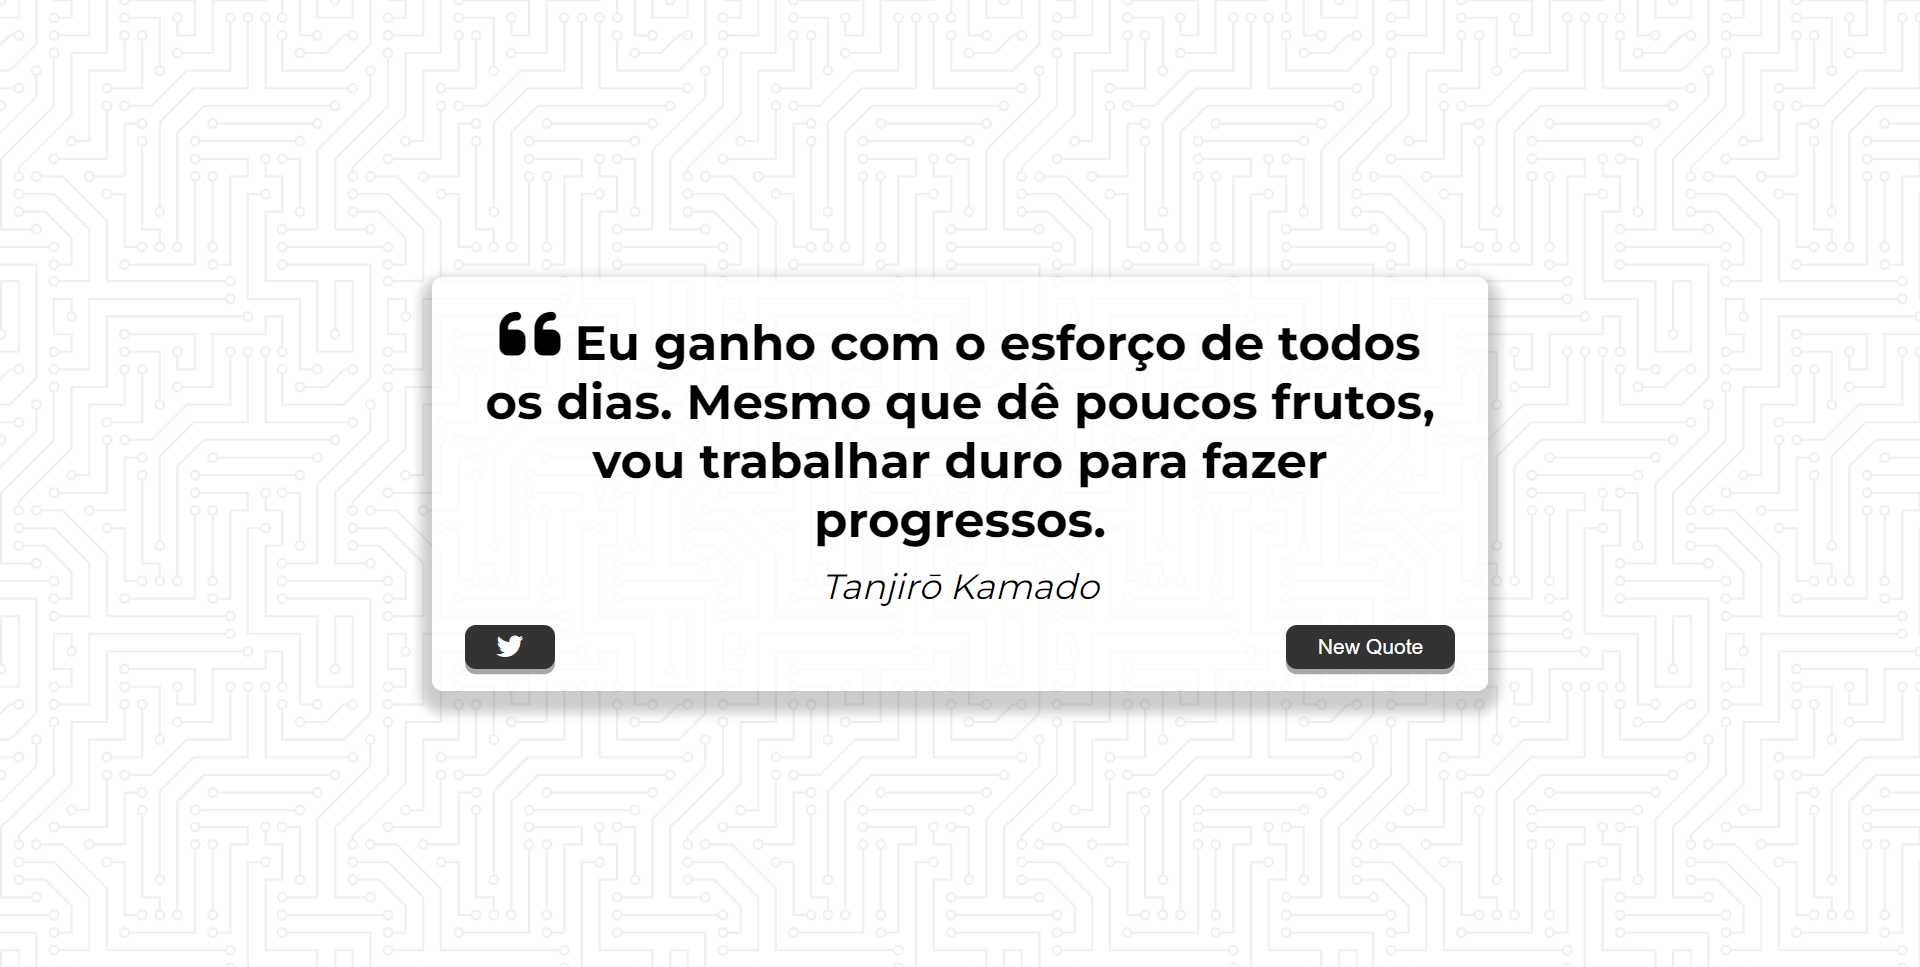 Eu ganho com o esforço de todos
os dias. Mesmo que dê poucos frutos,
vou trabalhar duro para fazer
progressos.
Tanjirō Kamado
New Quote